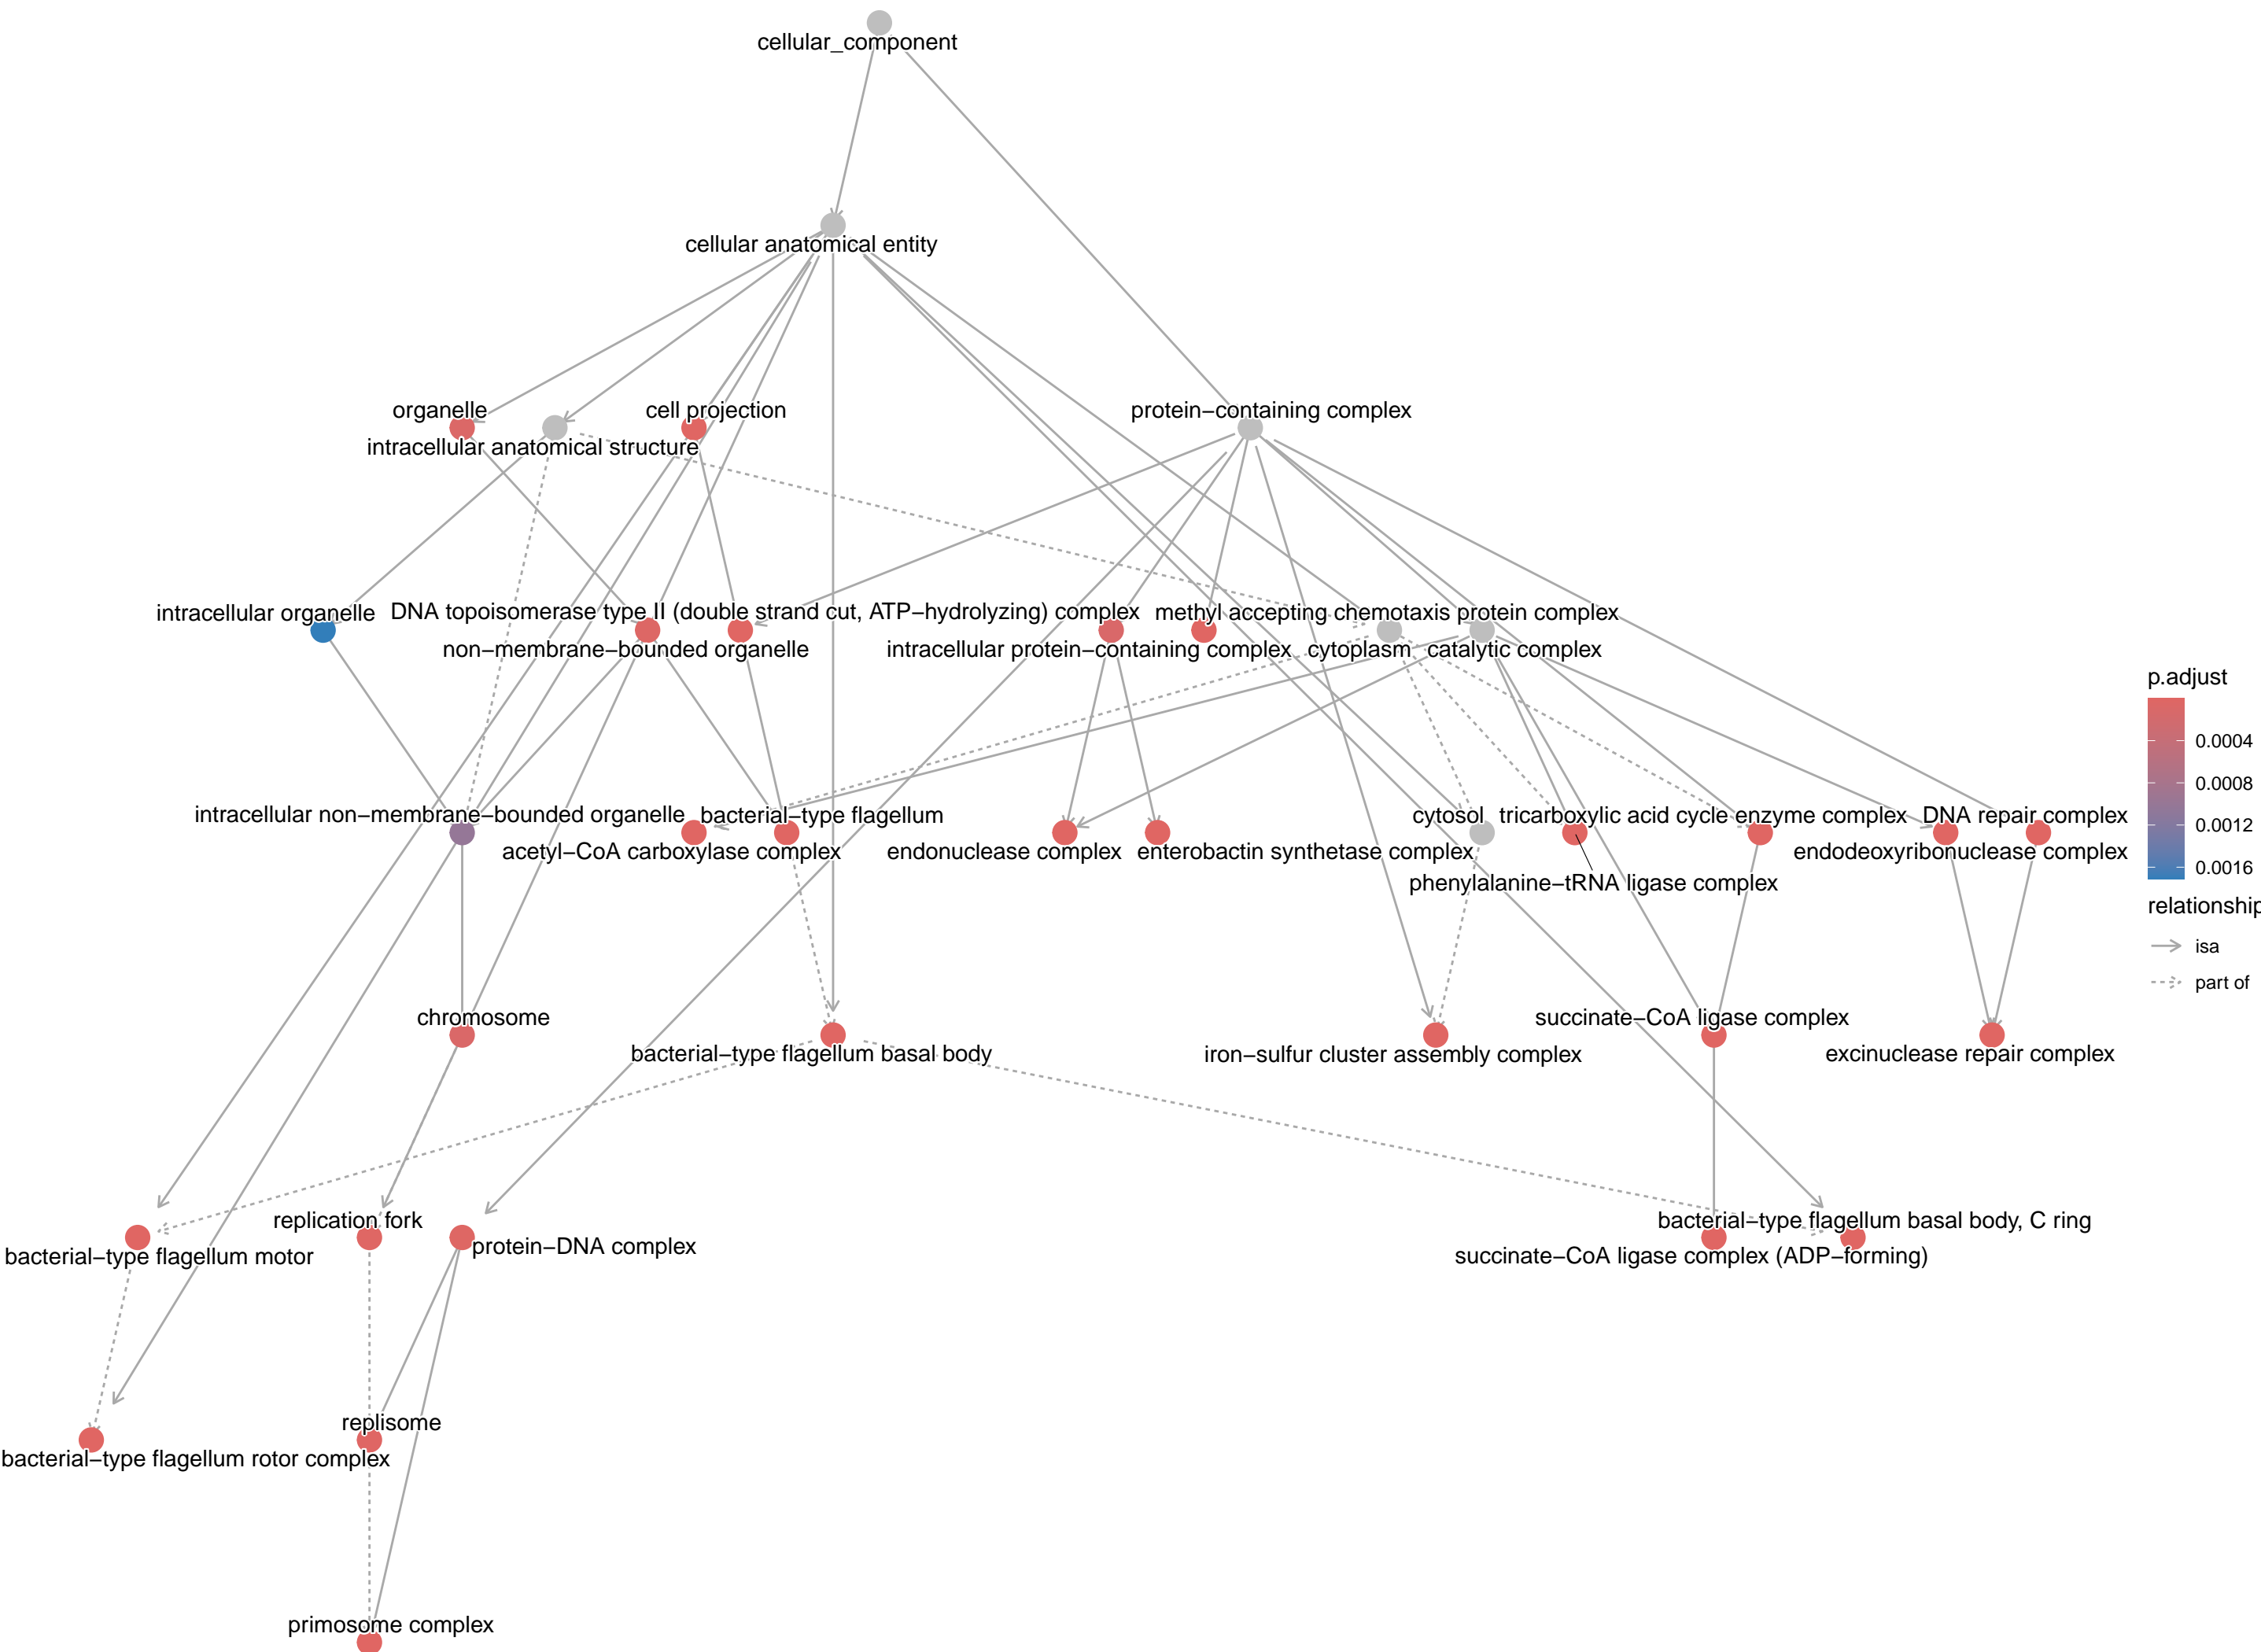 cellular_component
cellular anatomical entity
organelle
cell projection
protein−containing complex
intracellular anatomical structure
intracellular organelle
DNA topoisomerase type II (double strand cut, ATP−hydrolyzing) complex
methyl accepting chemotaxis protein complex
non−membrane−bounded organelle
intracellular protein−containing complex
cytoplasm
catalytic complex
p.adjust
0.0004
0.0008
0.0012
0.0016
relationship
isa
part of
intracellular non−membrane−bounded organelle
bacterial−type flagellum
cytosol
tricarboxylic acid cycle enzyme complex
DNA repair complex
acetyl−CoA carboxylase complex
endonuclease complex
enterobactin synthetase complex
endodeoxyribonuclease complex
phenylalanine−tRNA ligase complex
chromosome
succinate−CoA ligase complex
bacterial−type flagellum basal body
iron−sulfur cluster assembly complex
excinuclease repair complex
replication fork
bacterial−type flagellum basal body, C ring
bacterial−type flagellum motor
protein−DNA complex
succinate−CoA ligase complex (ADP−forming)
replisome
bacterial−type flagellum rotor complex
primosome complex